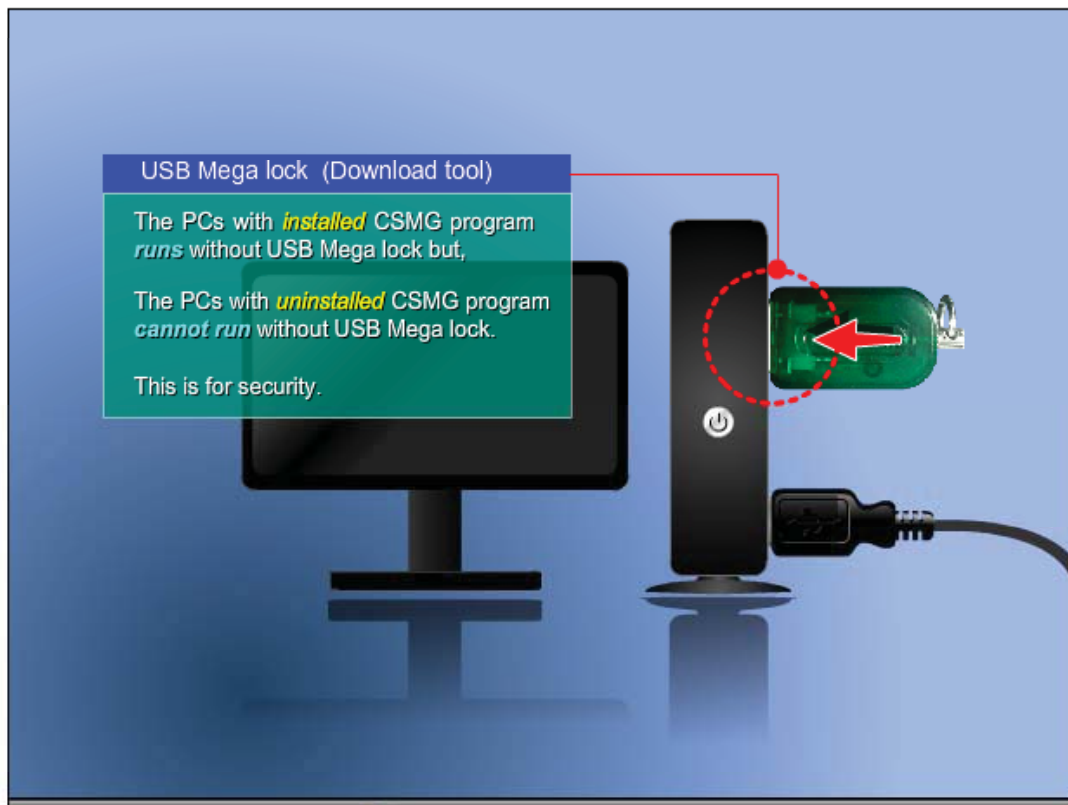 USB Mega lock (Download tool)
The PCs with installed CSMG program
runs without USB Mega lock but,
The PCs with uninstalled CSMG program
cannot run without USB Mega lock.
This is for security.